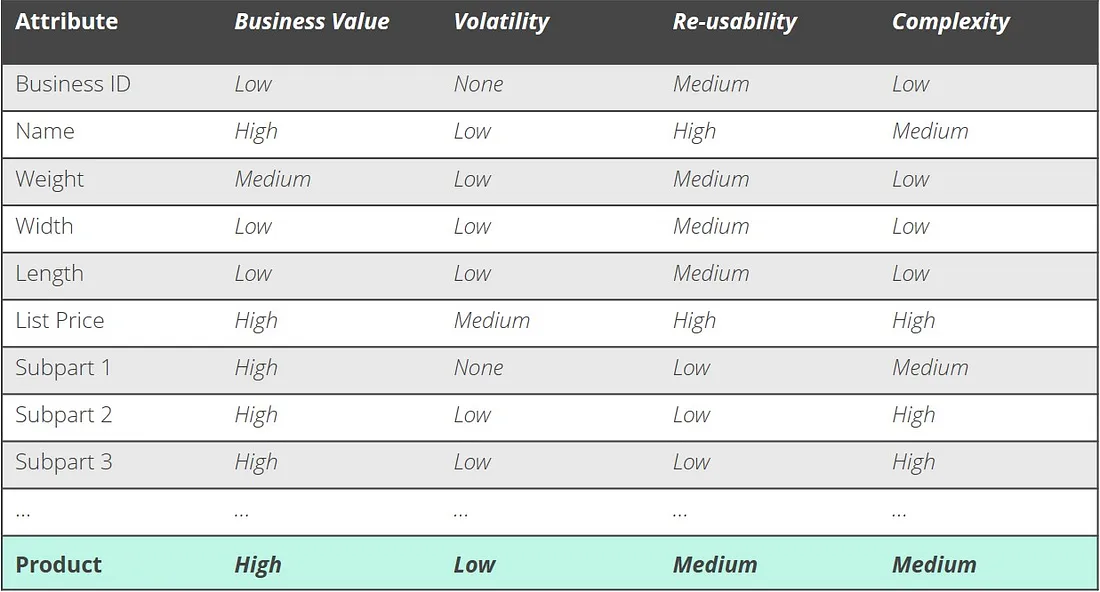 Attribute Business Value Volatility Re-usability Complexity
Business ID Low None Medium Low
Name High Low High Medium
Weight Medium Low Medium Low
Width Low Low Medium Low
Length Low Low Medium Low
List Price High Medium High High
Subpart 1 High None Low Medium
Subpart 2 High Low Low High
Subpart 3 High Low Low High
... ... ... ... ...
Product High Low Medium Medium